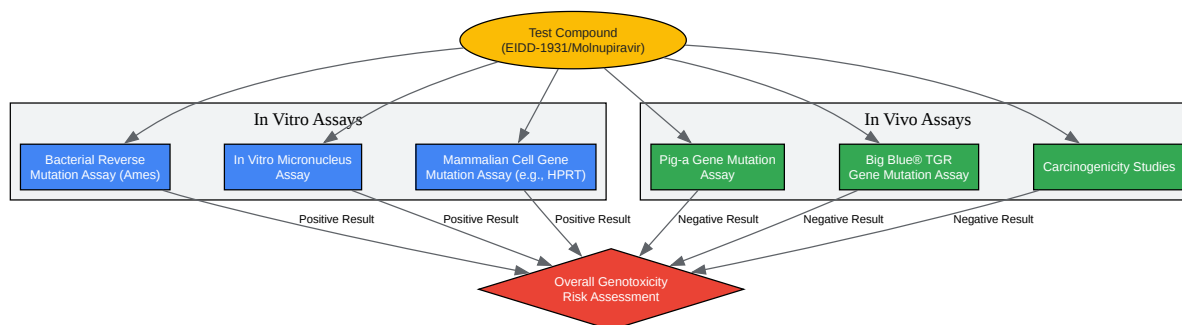 Test Compound
(EIDD-1931/Molnupiravir)
In Vitro Assays
In Vivo Assays
Bacterial Reverse
Mutation Assay (Ames)
In Vitro Micronucleus
Assay
Mammalian Cell Gene
Mutation Assay (e.g., HPRT)
Pig-a Gene Mutation
Assay
Big Blue® TGR
Gene Mutation Assay
Carcinogenicity Studies
Positive Result
Positive Result
Positive Result
Negative Result
Negative Result
Negative Result
Overall Genotoxicity
Risk Assessment